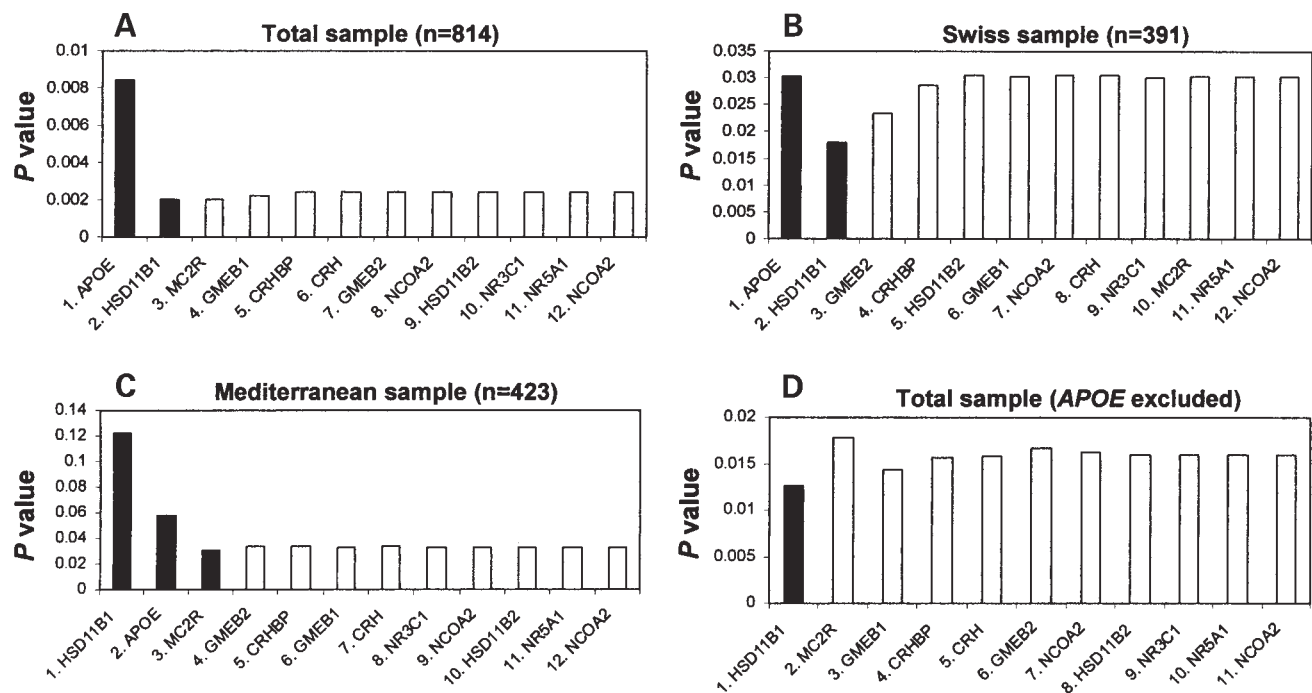 A
Total sample (n=814)
P value
0.01
0.008
0.006
0.004
0.002
0
1. APOE
2. HSD11B1
3. MC2R
4. GMEB1
5. CRHBP
6. CRH
7. GMEB2
8. NCOA2
9. HSD11B2
10. NR3C1
11. NR5A1
12. NCOA2
B
Swiss sample (n=391)
P value
0.035
0.030
0.025
0.02
0.015
0.01
0.005
0
1. APOE
2. HSD11B1
3. GMEB2
4. CRHBP
5. HSD11B2
6. GMEB1
7. NCOA2
8. CRH
9. NR3C1
10. MC2R
11. NR5A1
12. NCOA2
C
Mediterranean sample (n=423)
P value
0.14
0.12
0.1
0.08
0.06
0.04
0.02
0
1. HSD11B1
2. APOE
3. MC2R
4. GMEB2
5. CRHBP
6. GMEB1
7. CRH
8. NR3C1
9. NCOA2
10. HSD11B2
11. NR5A1
12. NCOA2
D
Total sample (APOE excluded)
P value
0.02
0.015
0.01
0.005
0
1. HSD11B1
2. MC2R
3. GMEB1
4. CRHBP
5. CRH
6. GMEB2
7. NCOA2
8. HSD11B2
9. NR3C1
10. NR5A1
11. NCOA2